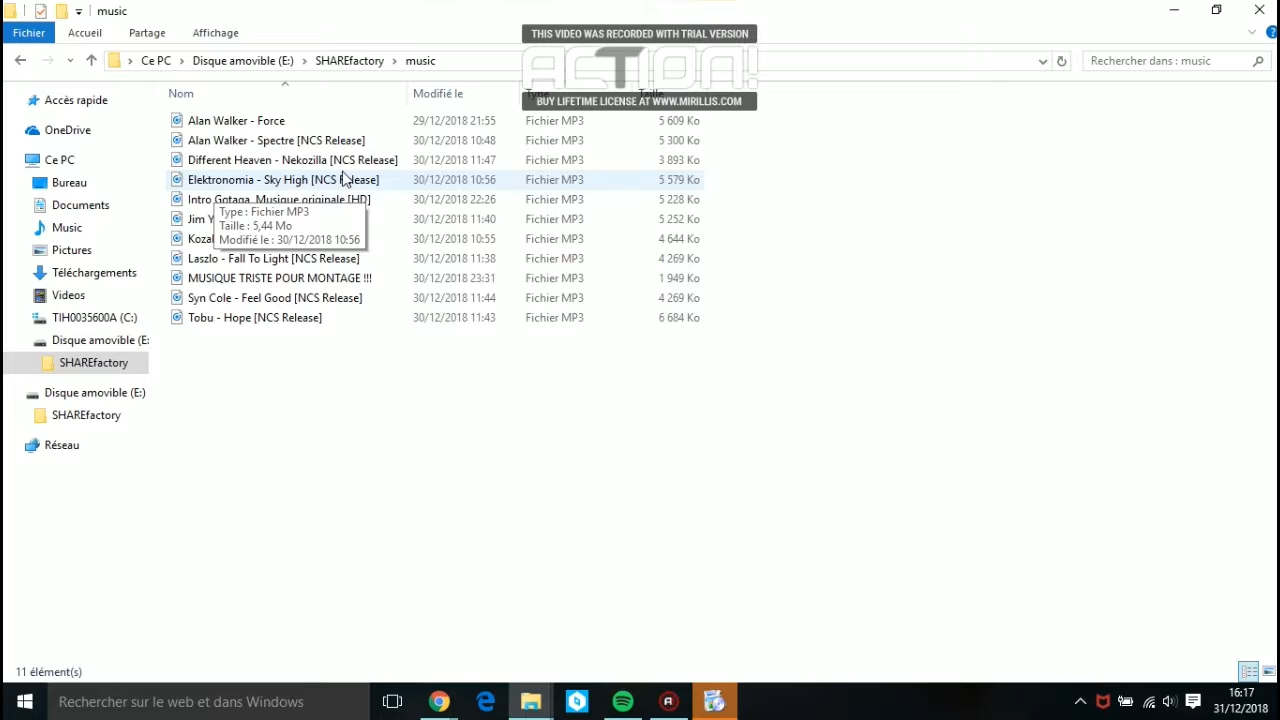 music
THIS VIDEO WAS RECORDED WITH TRIAL VERSION
ACTION!
BUY LIFETIME LICENSE AT WWW.MIRILLIS.COM
Fichier Accueil Partage Affichage
Ce PC Disque amovible (E:) SHAREfactory music
Rechercher dans : music
Nom Modifié le Type Taille
Alan Walker - Force 29/12/2018 21:55 Fichier MP3 5 609 Ko
Alan Walker - Spectre [NCS Release] 30/12/2018 10:48 Fichier MP3 5 300 Ko
Different Heaven - Nekozilla [NCS Release] 30/12/2018 11:47 Fichier MP3 3 893 Ko
Elektronomia - Sky High [NCS Release] 30/12/2018 10:56 Fichier MP3 5 579 Ko
Intro Gotaga, Musique originale [HD] 30/12/2018 22:26 Fichier MP3 5 228 Ko
Jim Y 30/12/2018 11:40 Fichier MP3 5 252 Ko
Koza 30/12/2018 10:55 Fichier MP3 4 644 Ko
Laszlo - Fall To Light [NCS Release] 30/12/2018 11:38 Fichier MP3 4 269 Ko
MUSIQUE TRISTE POUR MONTAGE !!! 30/12/2018 23:31 Fichier MP3 1 949 Ko
Syn Cole - Feel Good [NCS Release] 30/12/2018 11:44 Fichier MP3 4 269 Ko
Tobu - Hope [NCS Release] 30/12/2018 11:43 Fichier MP3 6 684 Ko
Type : Fichier MP3
Taille : 5,44 Mo
Modifié le : 30/12/2018 10:56
Accès rapide
OneDrive
Ce PC
Bureau
Documents
Music
Pictures
Téléchargements
Videos
TIH0035600A (C:)
Disque amovible (E:
SHAREfactory
Disque amovible (E:)
SHAREfactory
Réseau
11 élément(s)
Rechercher sur le web et dans Windows
16:17
31/12/2018